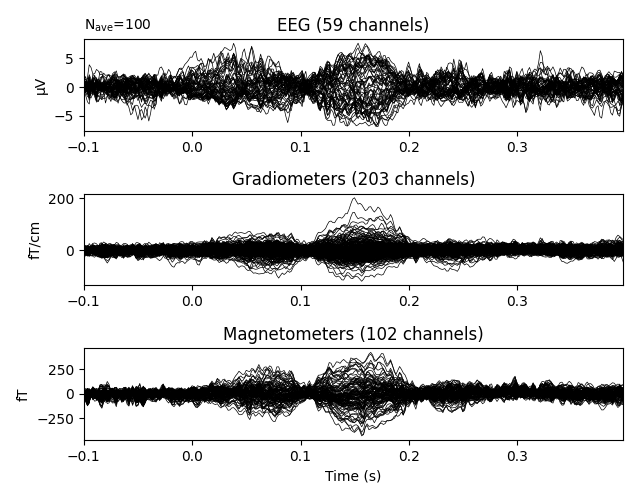 N_ave=100
EEG (59 channels)
5
0
−5
µV
−0.1 0.0 0.1 0.2 0.3
Gradiometers (203 channels)
200
0
fT/cm
−0.1 0.0 0.1 0.2 0.3
Magnetometers (102 channels)
250
0
−250
fT
−0.1 0.0 0.1 0.2 0.3
Time (s)